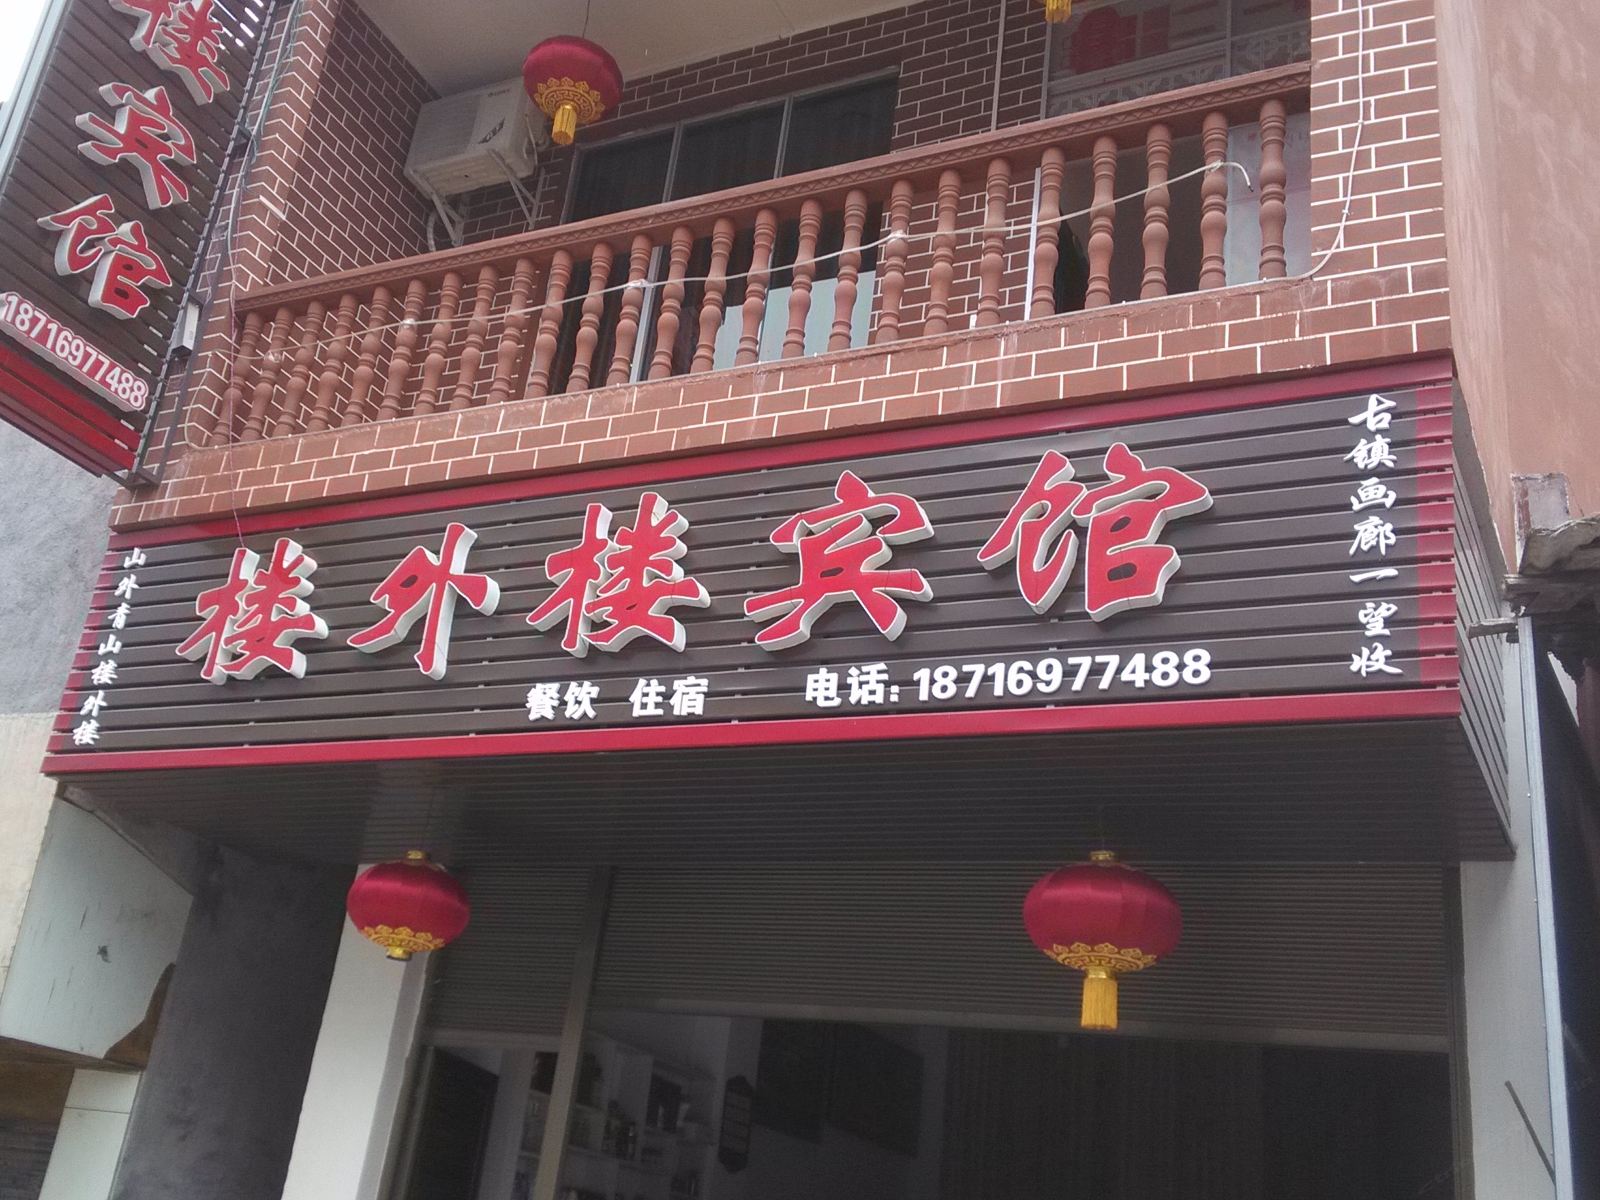 楼宾馆
18716977488
山外青山楼外楼
楼外楼宾馆
餐饮 住宿 电话:18716977488
古镇画廊一望收